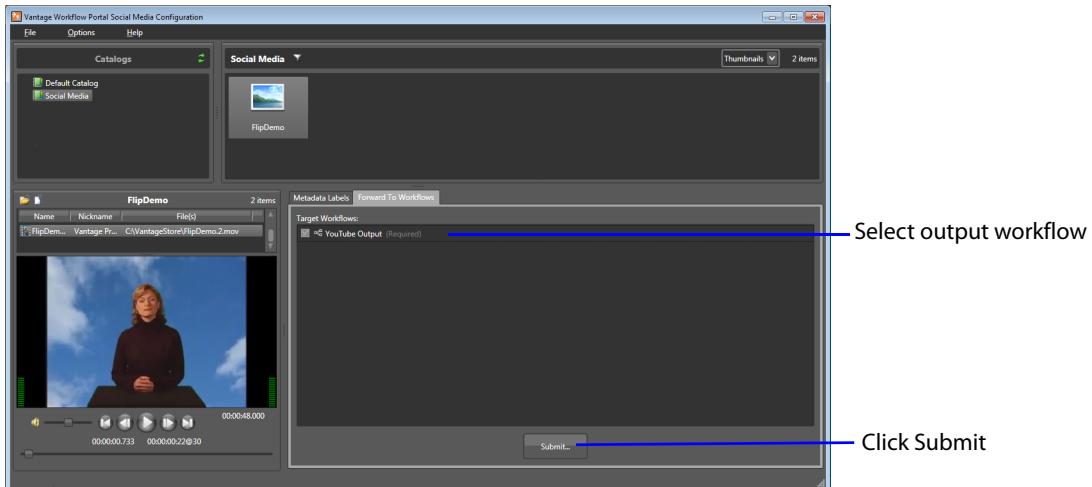 Vantage Workflow Portal Social Media Configuration
File Options Help
Catalogs
Default Catalog
Social Media
Social Media
Thumbnails
2 items
FlipDemo
FlipDemo
2 items
Name Nickname File(s)
FlipDem... Vantage Pr... C:\VantageStore\FlipDemo.2.mov
00:00:48.000
00:00:00.733 00:00:00:22@30
Metadata Labels Forward To Workflows
Target Workflows:
YouTube Output (Required)
Submit...
Select output workflow
Click Submit